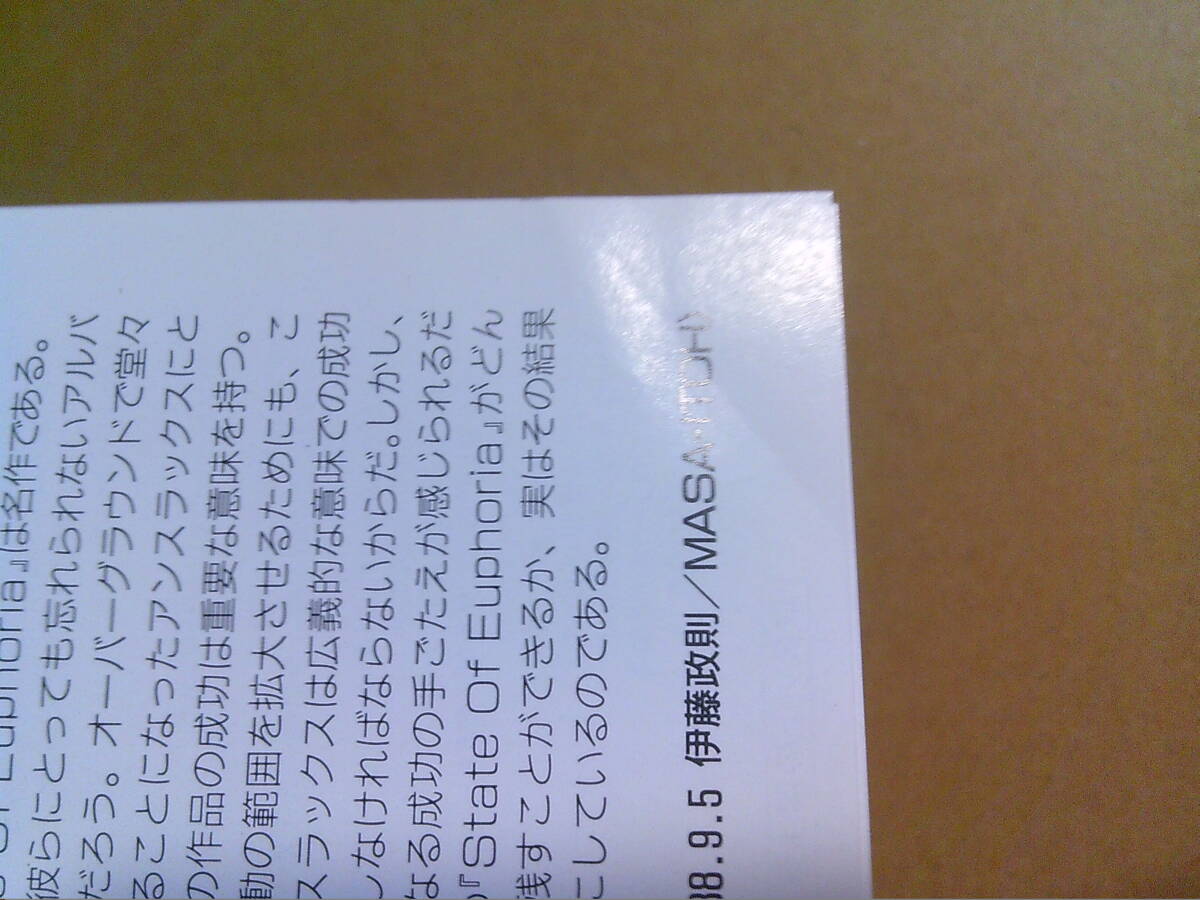 Of Euphoria』は名作である。
彼らにとっても忘れられないアルバ
だろう。オーバーグラウンドで堂々
ることになったアンスラックスにと
の作品の成功は重要な意味を持つ。
動の範囲を拡大させるためにも、こ
スラックスは広義的な意味での成功
しなければならないからだ。しかし、
なる成功の手ごたえが感じられるだ
『State Of Euphoria』がどん
残すことができるか、実はその結果
こしているのである。
88.9.5 伊藤政則/MASA・ITOH〉